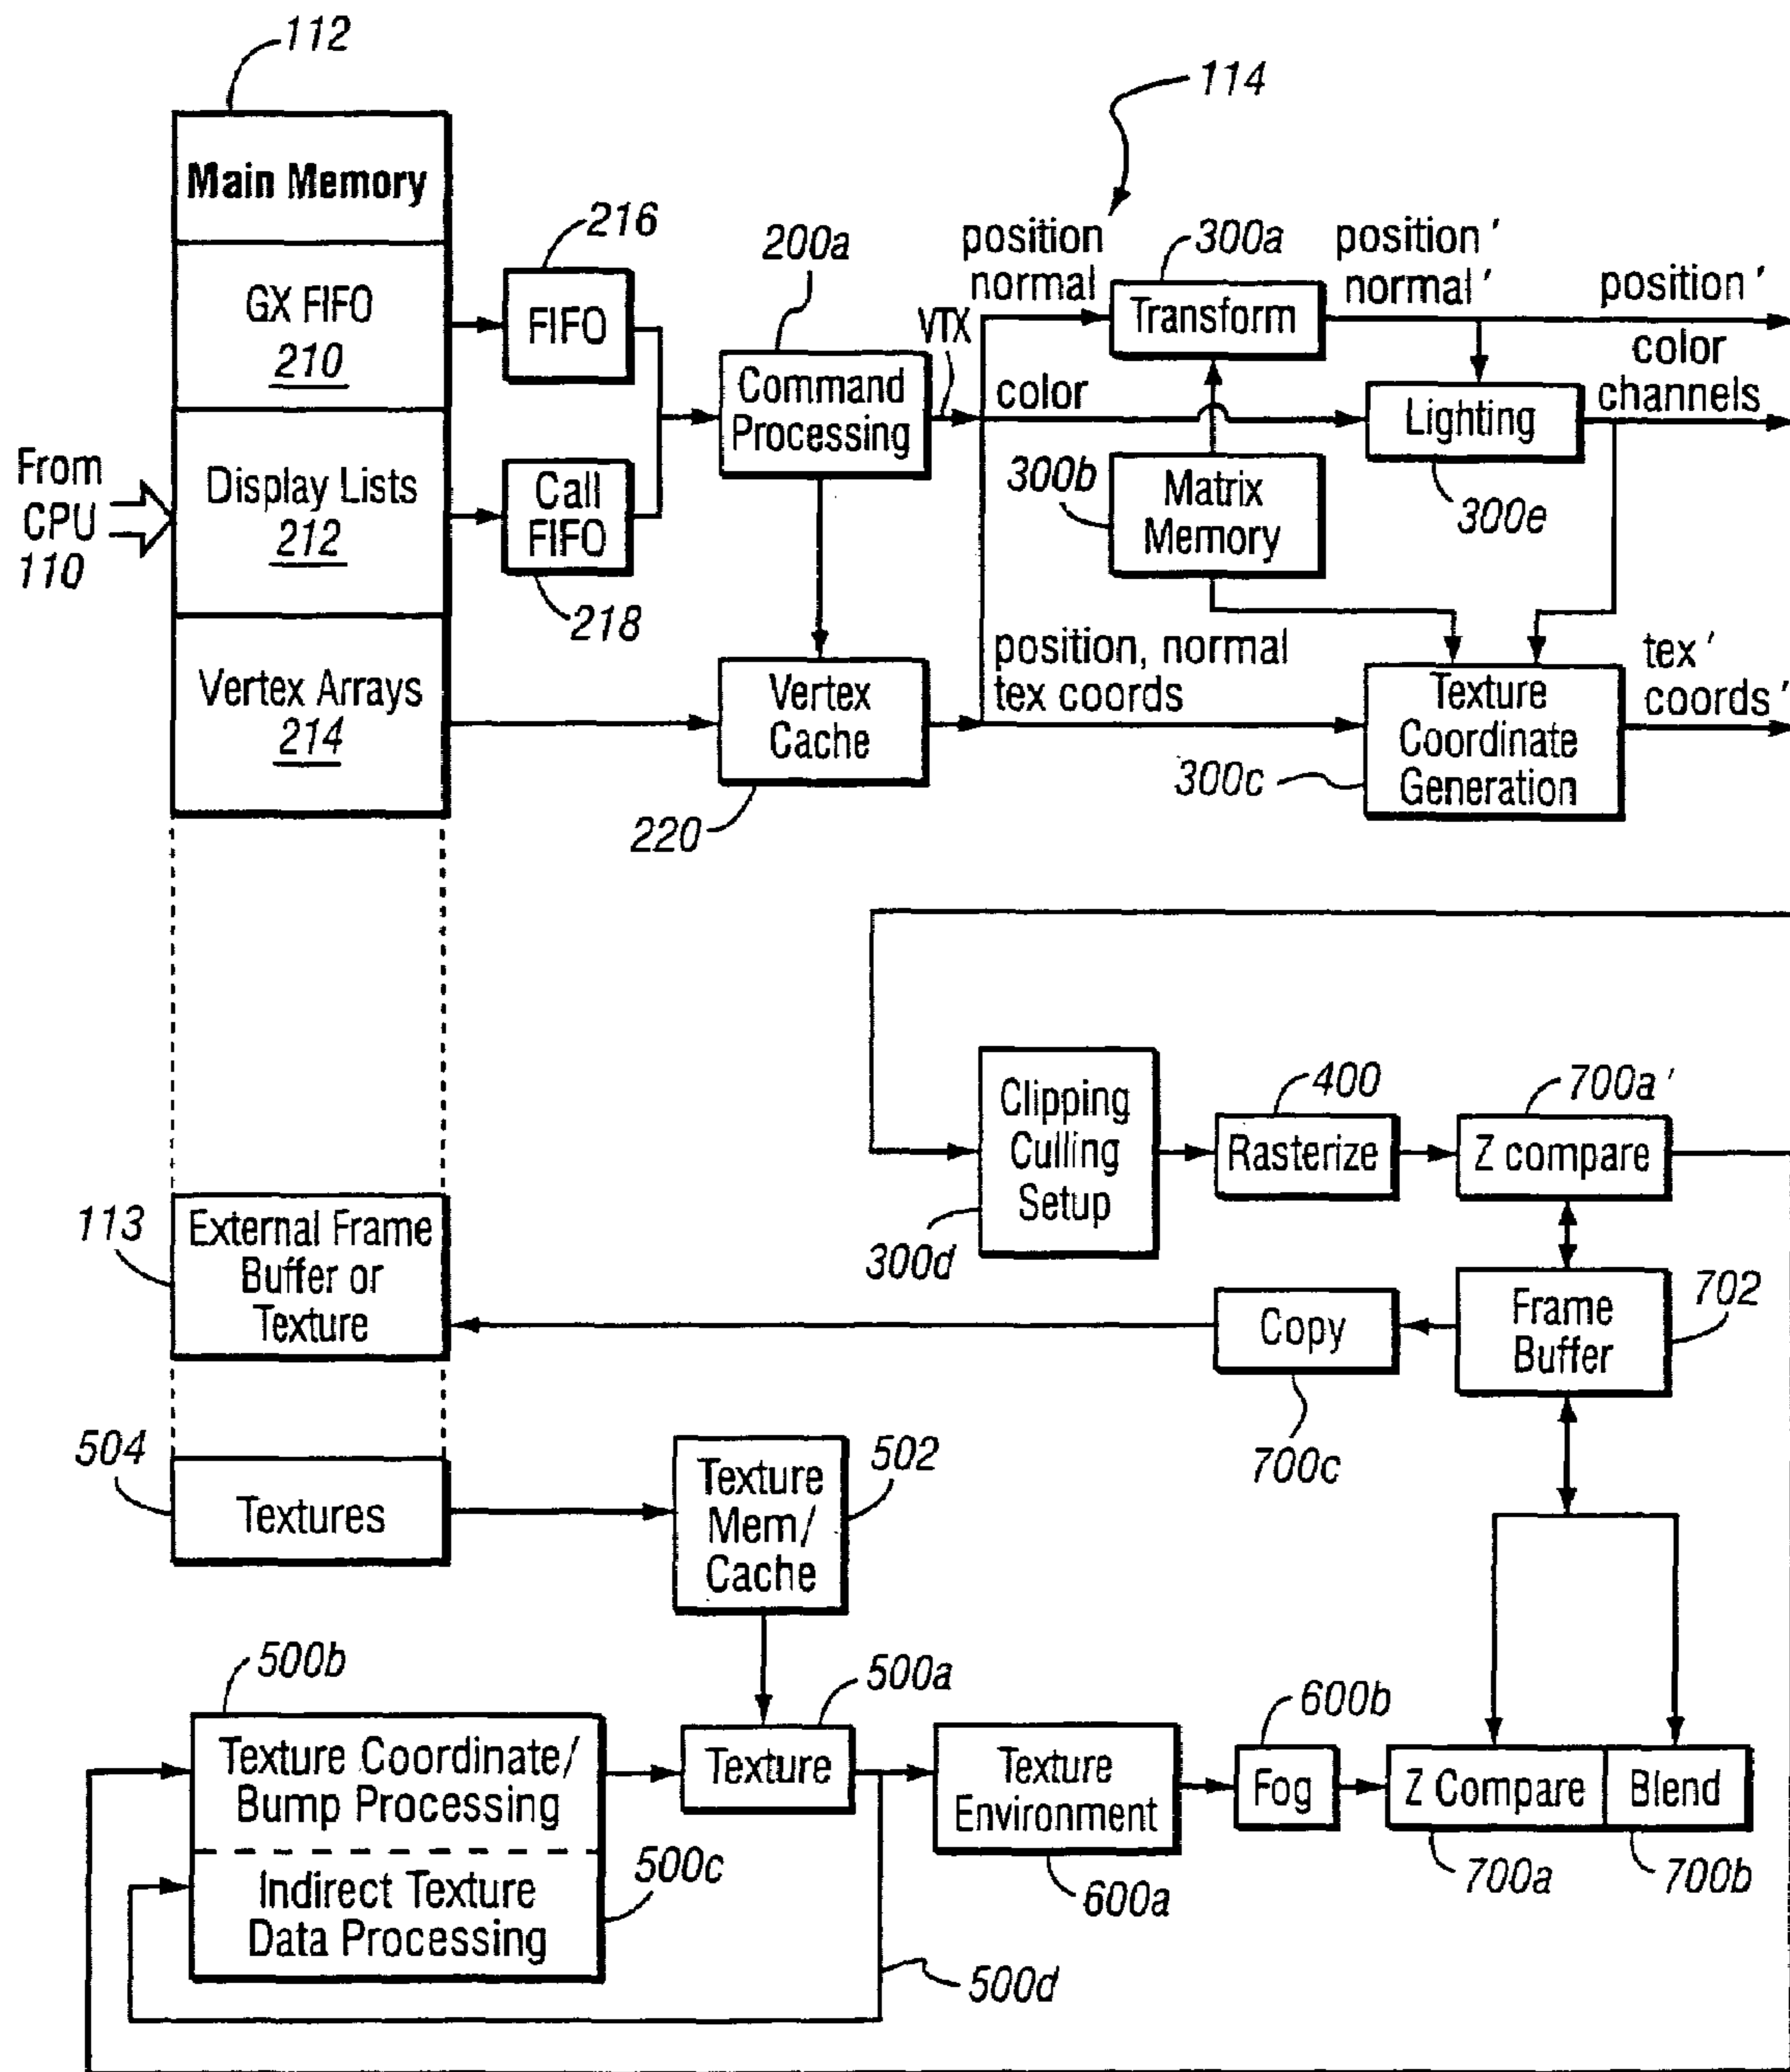 112
114
Main Memory
GX FIFO
210
Display Lists
212
Vertex Arrays
214
From
CPU
110
216
FIFO
Call
FIFO
218
200a
Command
Processing
VTX
Vertex
Cache
220
position
normal
300a
Transform
position ′
normal ′
position ′
color
channels
color
Lighting
300e
300b
Matrix
Memory
position, normal
tex coords
Texture
Coordinate
Generation
300c
tex ′
coords ′
Clipping
Culling
Setup
300d
400
Rasterize
700a ′
Z compare
113
External Frame
Buffer or
Texture
Copy
700c
Frame
Buffer
702
504
Textures
Texture
Mem/
Cache
502
500b
Texture Coordinate/
Bump Processing
Indirect Texture
Data Processing
500c
500a
Texture
500d
Texture
Environment
600a
600b
Fog
Z Compare
700a
Blend
700b